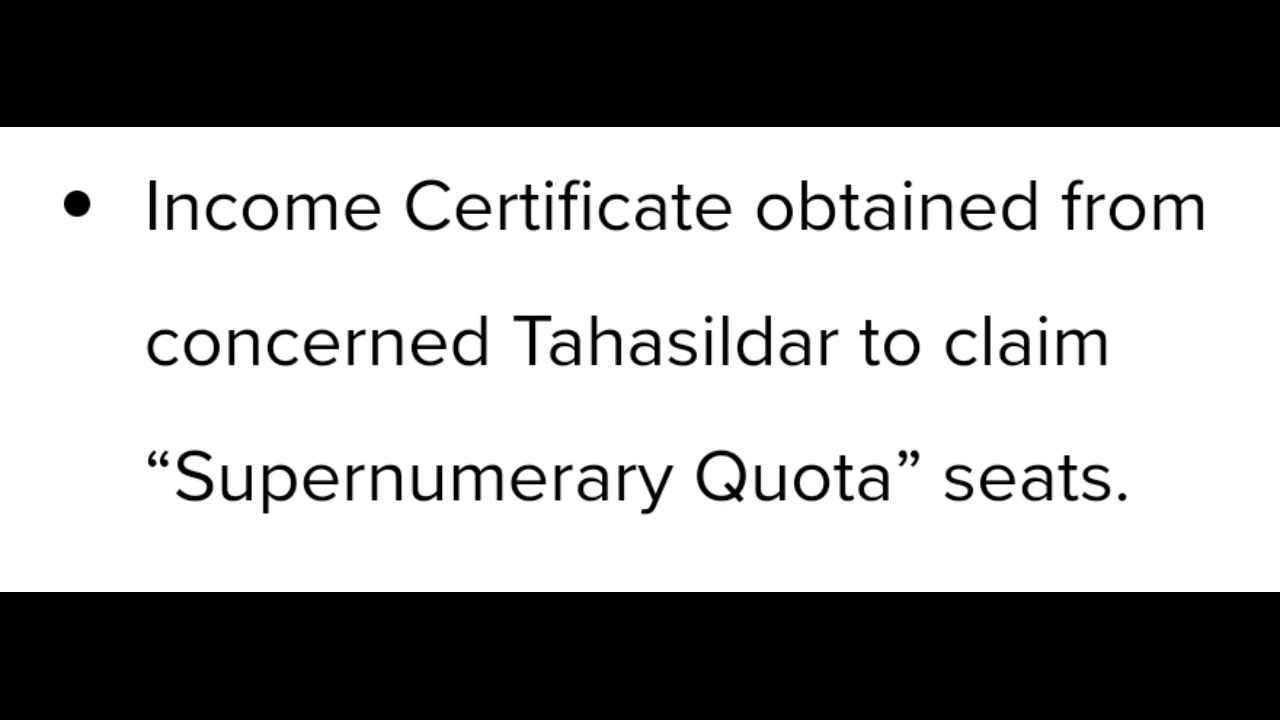 • Income Certificate obtained from
concerned Tahasildar to claim
“Supernumerary Quota” seats.